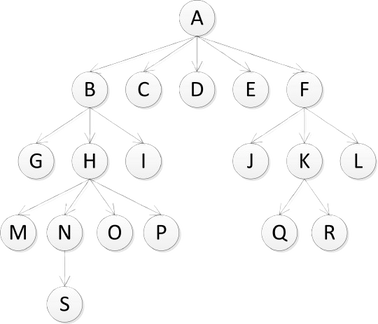 A
B C D E F
G H I J K L
M N O P Q R
S